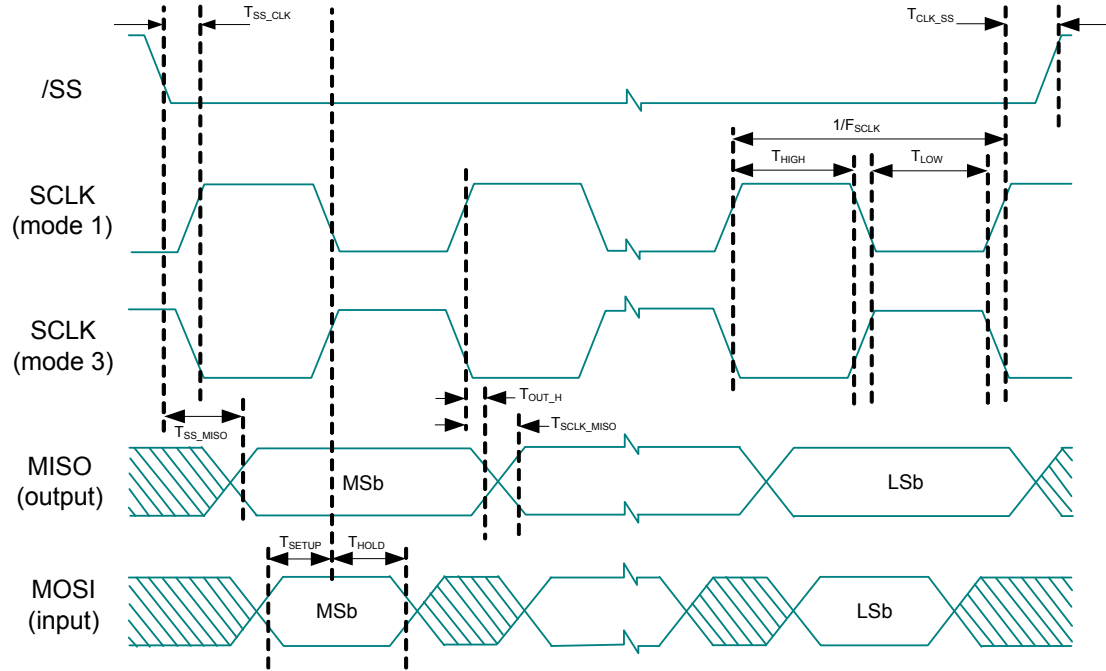 T_SS_CLK
T_CLK_SS
/SS
1/F_SCLK
T_HIGH
T_LOW
SCLK
(mode 1)
SCLK
(mode 3)
T_OUT_H
T_SS_MISO
T_SCLK_MISO
MISO
(output)
MSb
LSb
T_SETUP
T_HOLD
MOSI
(input)
MSb
LSb